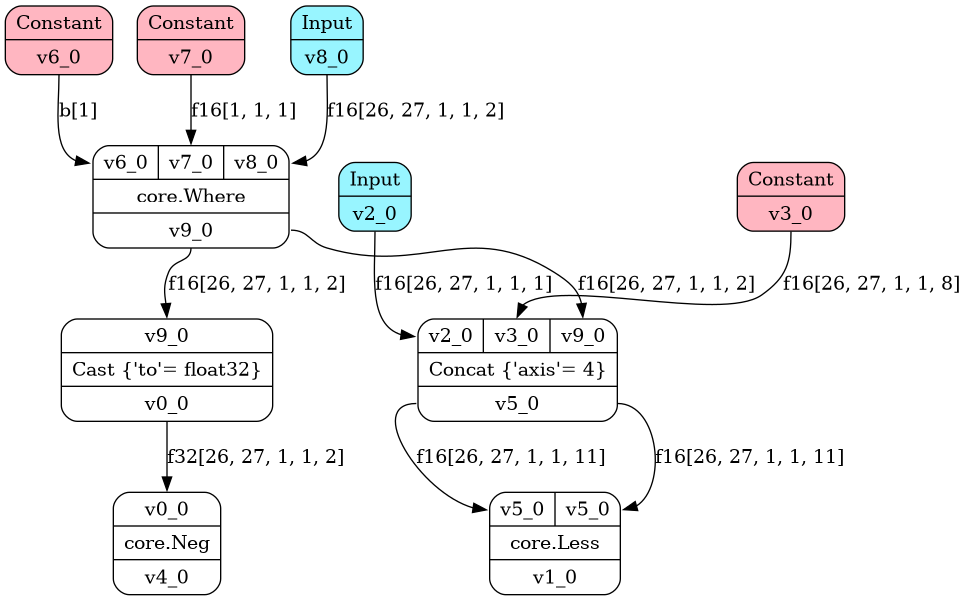 Constant
v6_0
Constant
v7_0
Input
v8_0
b[1]
f16[1, 1, 1]
f16[26, 27, 1, 1, 2]
v6_0 v7_0 v8_0
core.Where
v9_0
Input
v2_0
Constant
v3_0
f16[26, 27, 1, 1, 2]
f16[26, 27, 1, 1, 1]
f16[26, 27, 1, 1, 2]
f16[26, 27, 1, 1, 8]
v9_0
Cast {'to'= float32}
v0_0
v2_0 v3_0 v9_0
Concat {'axis'= 4}
v5_0
f32[26, 27, 1, 1, 2]
f16[26, 27, 1, 1, 11]
f16[26, 27, 1, 1, 11]
v0_0
core.Neg
v4_0
v5_0 v5_0
core.Less
v1_0